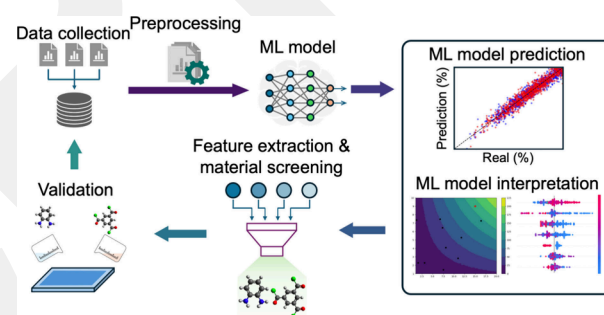 Data collection
Preprocessing
ML model
ML model prediction
Prediction (%)
Real (%)
ML model interpretation
Feature extraction &
material screening
Validation